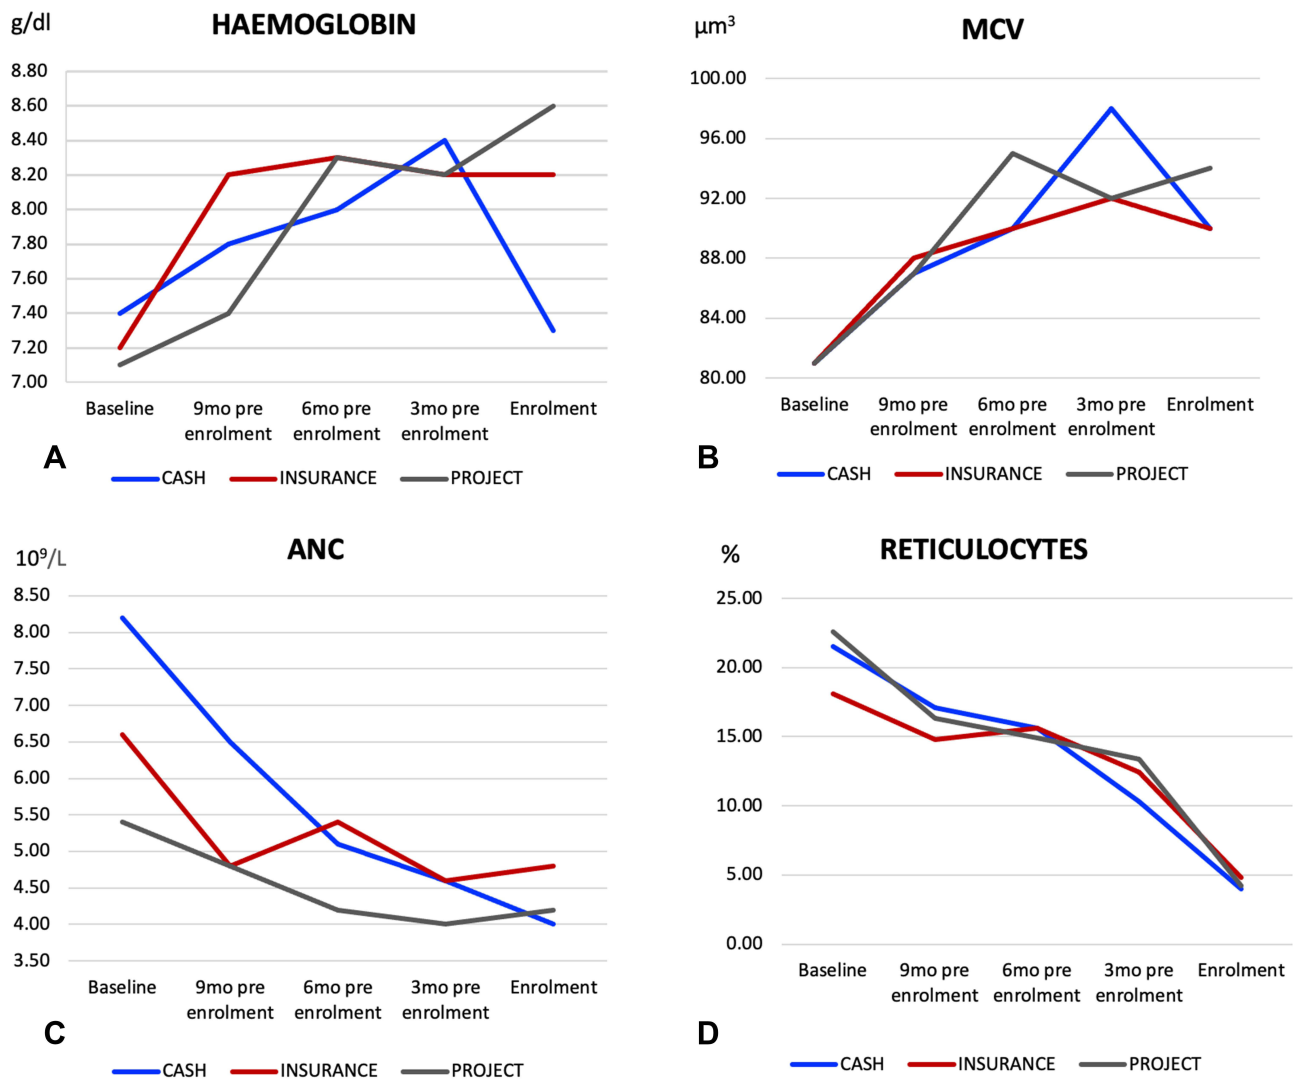 g/dl
HAEMOGLOBIN
8.80
8.60
8.40
8.20
8.00
7.80
7.60
7.40
7.20
7.00
Baseline 9mo pre 6mo pre 3mo pre Enrolment
enrolment enrolment enrolment
A
CASH INSURANCE PROJECT
µm³
MCV
100.00
96.00
92.00
88.00
84.00
80.00
Baseline 9mo pre 6mo pre 3mo pre Enrolment
enrolment enrolment enrolment
B
CASH INSURANCE PROJECT
10⁹/L
ANC
8.50
8.00
7.50
7.00
6.50
6.00
5.50
5.00
4.50
4.00
3.50
Baseline 9mo pre 6mo pre 3mo pre Enrolment
enrolment enrolment enrolment
C
CASH INSURANCE PROJECT
%
RETICULOCYTES
25.00
20.00
15.00
10.00
5.00
0.00
Baseline 9mo pre 6mo pre 3mo pre Enrolment
enrolment enrolment enrolment
D
CASH INSURANCE PROJECT